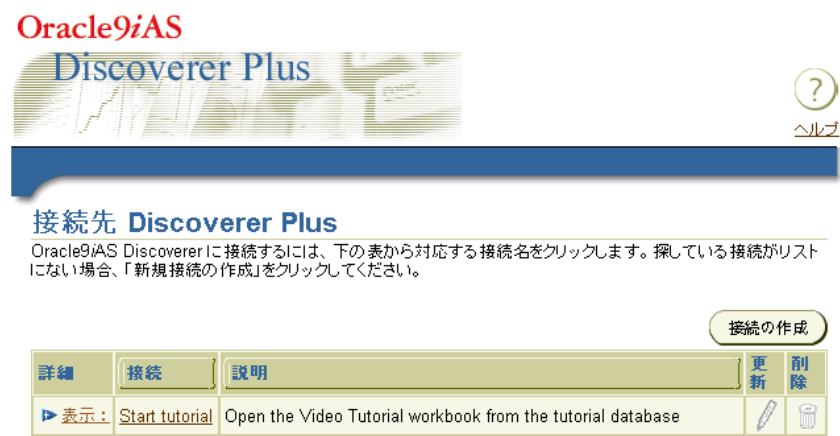 Oracle9iAS
Discoverer Plus
ヘルプ
接続先 Discoverer Plus
Oracle9iAS Discovererに接続するには、下の表から対応する接続名をクリックします。探している接続がリスト
にない場合、「新規接続の作成」をクリックしてください。
接続の作成
詳細 接続 説明 更新 削除
表示： Start tutorial Open the Video Tutorial workbook from the tutorial database